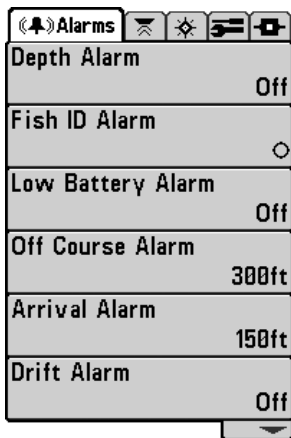 Alarms
Depth Alarm
Off
Fish ID Alarm
Low Battery Alarm
Off
Off Course Alarm
300ft
Arrival Alarm
150ft
Drift Alarm
Off